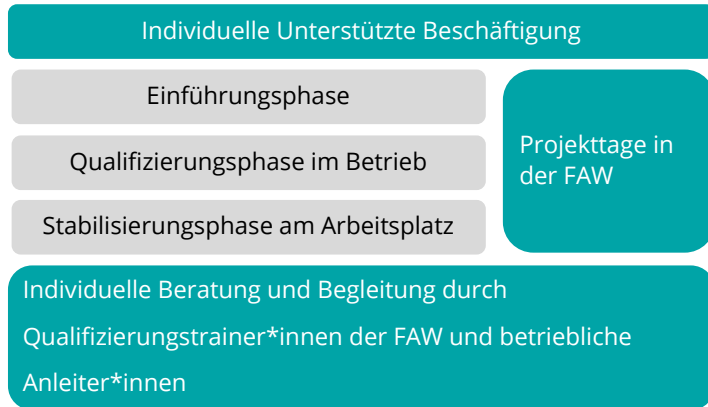 Individuelle Unterstützte Beschäftigung
Einführungsphase
Qualifizierungsphase im Betrieb
Stabilisierungsphase am Arbeitsplatz
Projekttage in
der FAW
Individuelle Beratung und Begleitung durch
Qualifizierungstrainer*innen der FAW und betriebliche
Anleiter*innen